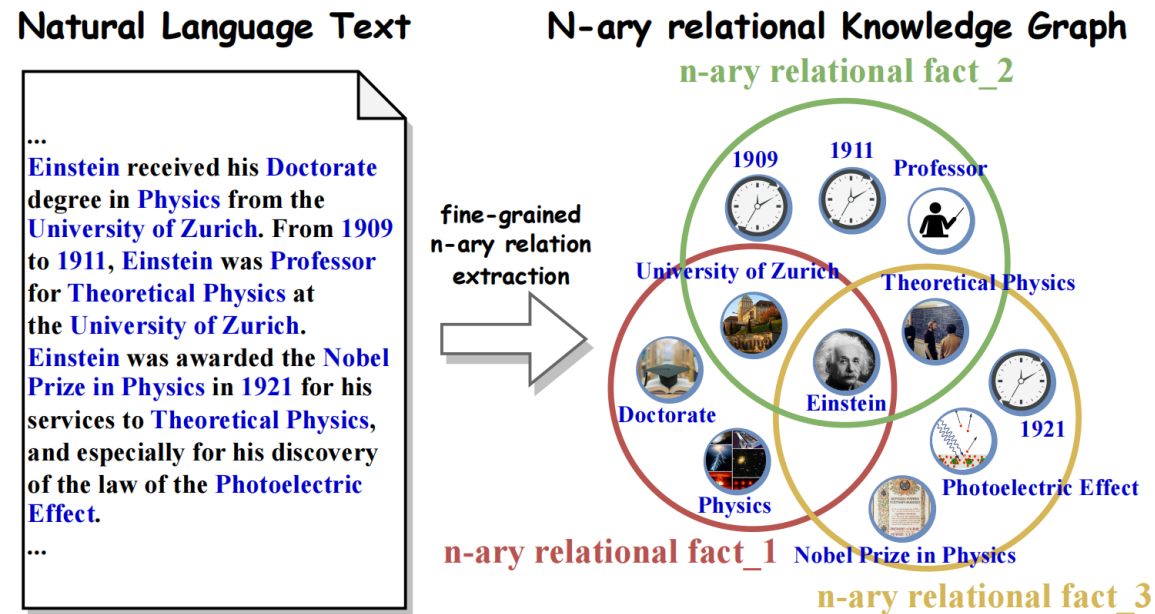 Natural Language Text
...
Einstein received his Doctorate
degree in Physics from the
University of Zurich. From 1909
to 1911, Einstein was Professor
for Theoretical Physics at
the University of Zurich.
Einstein was awarded the Nobel
Prize in Physics in 1921 for his
services to Theoretical Physics,
and especially for his discovery
of the law of the Photoelectric
Effect.
...
fine-grained
n-ary relation
extraction
N-ary relational Knowledge Graph
n-ary relational fact_2
1909
1911
Professor
University of Zurich
Theoretical Physics
Einstein
Doctorate
Physics
1921
Photoelectric Effect
Nobel Prize in Physics
n-ary relational fact_1
n-ary relational fact_3